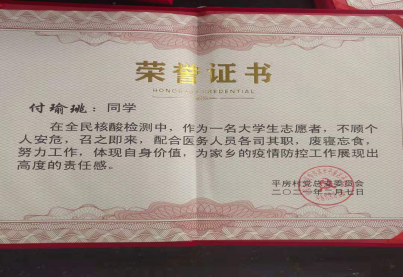 荣誉证书
HONORARY CREDENTIAL
付瑜珧：同学
在全民核酸检测中，作为一名大学生志愿者，不顾个
人安危，召之即来，配合医务人员各司其职，废寝忘食，
努力工作，体现自身价值，为家乡的疫情防控工作展现出
高度的责任感。
平房村党总支委员会